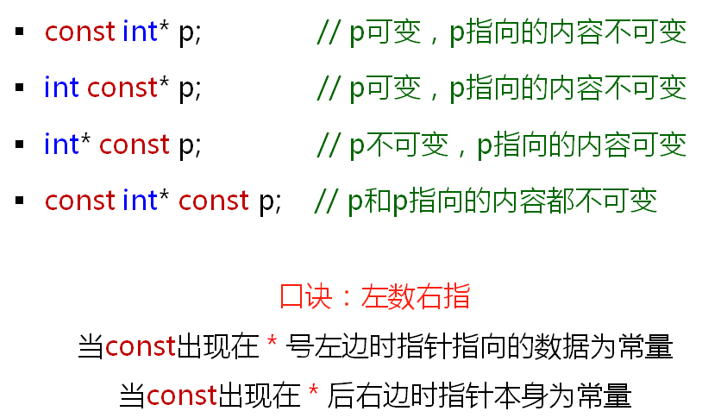 ▪ const int* p; // p可变，p指向的内容不可变
▪ int const* p; // p可变，p指向的内容不可变
▪ int* const p; // p不可变，p指向的内容可变
▪ const int* const p; // p和p指向的内容都不可变
口诀：左数右指
当const出现在 * 号左边时指针指向的数据为常量
当const出现在 * 后右边时指针本身为常量